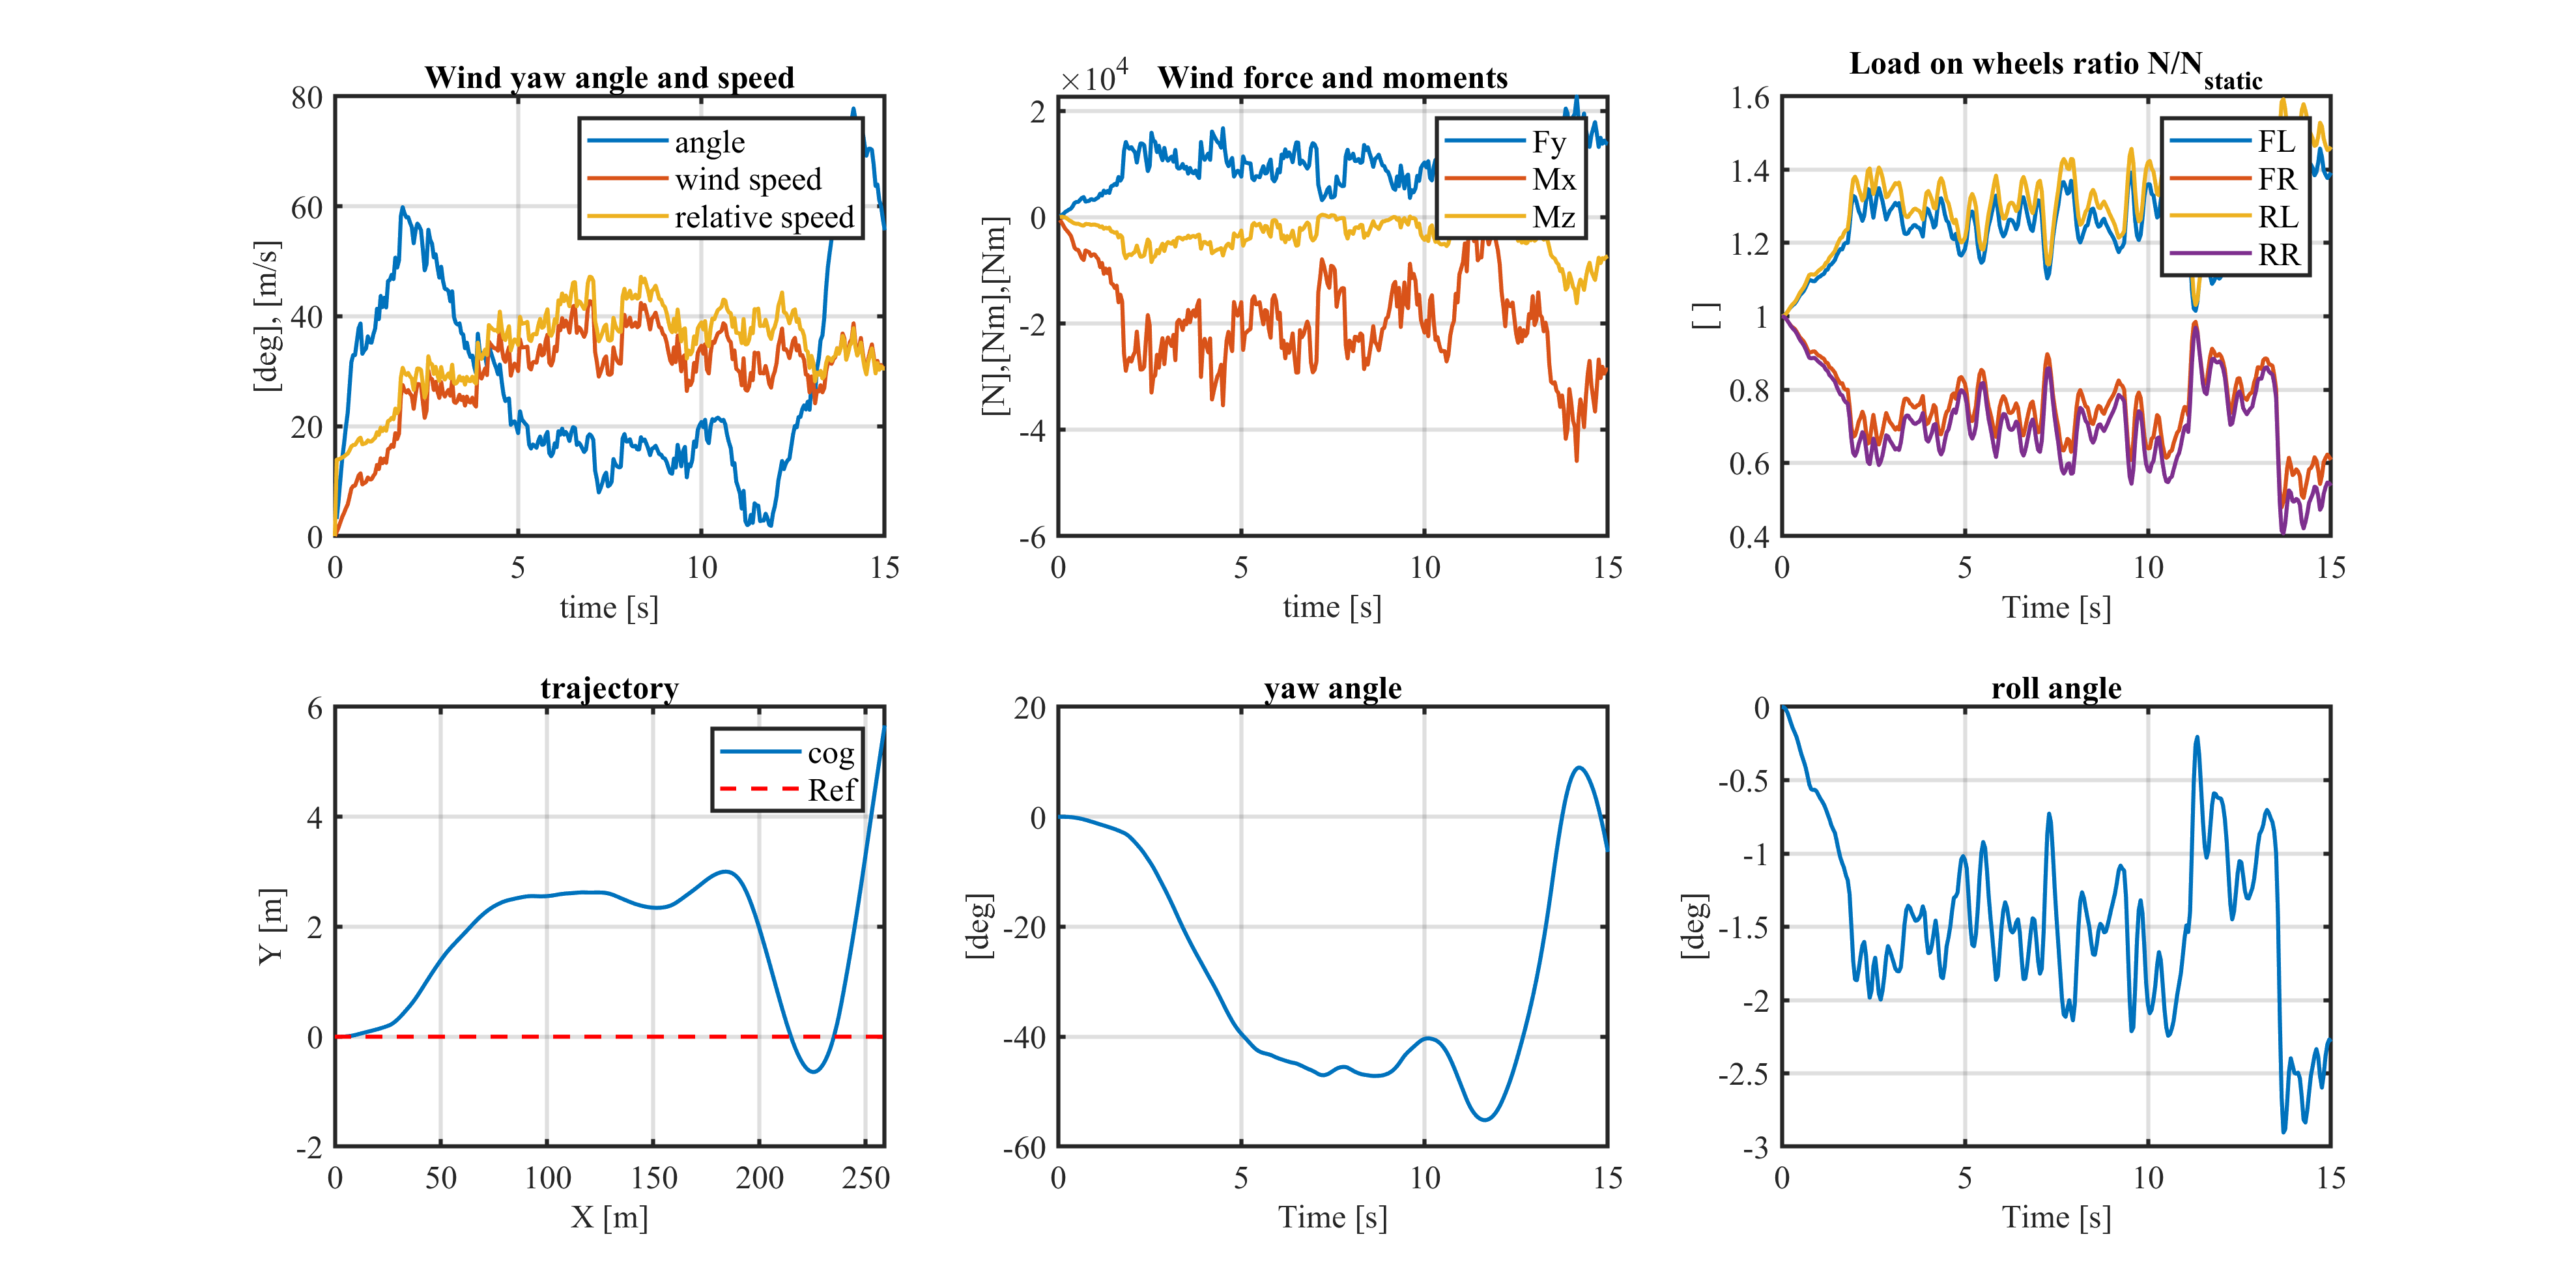 Wind yaw angle and speed
80
60
40
20
0
[deg], [m/s]
angle
wind speed
relative speed
0 5 10 15
time [s]
×10^4
Wind force and moments
2
0
-2
-4
-6
[N],[Nm],[Nm]
Fy
Mx
Mz
0 5 10 15
time [s]
Load on wheels ratio N/N_static
1.6
1.4
1.2
1
0.8
0.6
0.4
[ ]
FL
FR
RL
RR
0 5 10 15
Time [s]
trajectory
6
4
2
0
-2
Y [m]
cog
Ref
0 50 100 150 200 250
X [m]
yaw angle
20
0
-20
-40
-60
[deg]
0 5 10 15
Time [s]
roll angle
0
-0.5
-1
-1.5
-2
-2.5
-3
[deg]
0 5 10 15
Time [s]